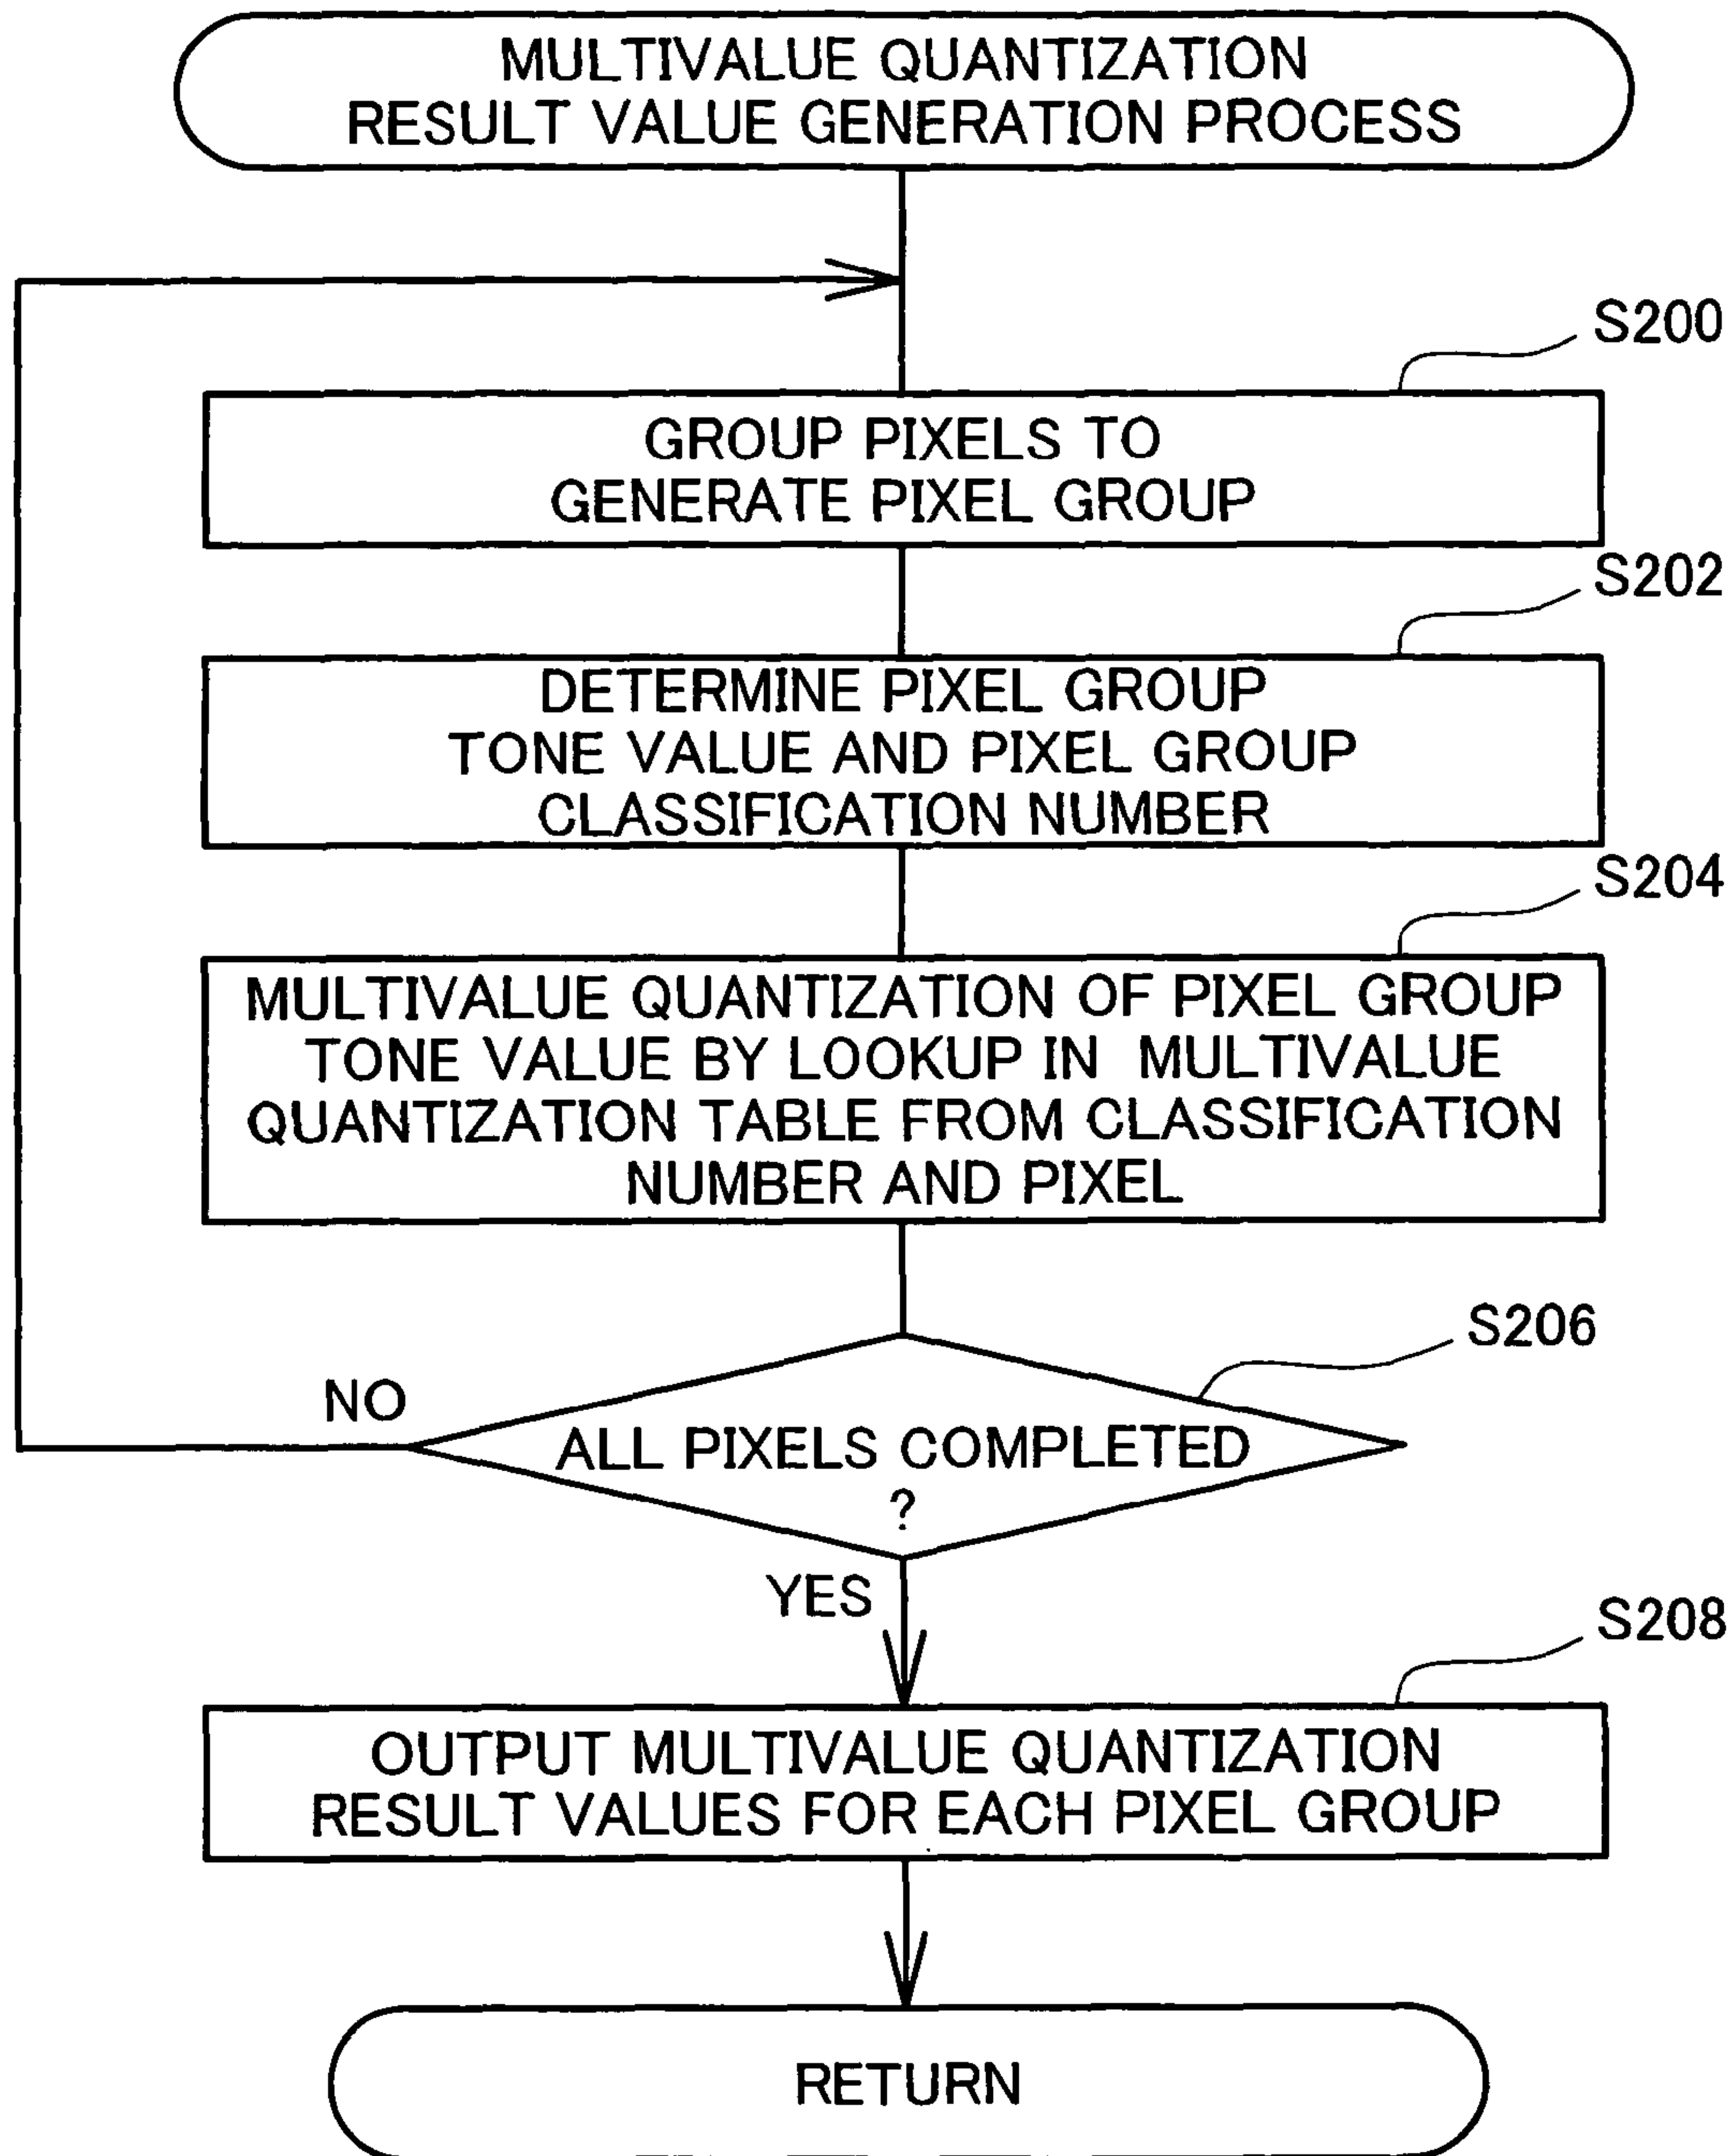 MULTIVALUE QUANTIZATION
RESULT VALUE GENERATION PROCESS
S200
GROUP PIXELS TO
GENERATE PIXEL GROUP
S202
DETERMINE PIXEL GROUP
TONE VALUE AND PIXEL GROUP
CLASSIFICATION NUMBER
S204
MULTIVALUE QUANTIZATION OF PIXEL GROUP
TONE VALUE BY LOOKUP IN MULTIVALUE
QUANTIZATION TABLE FROM CLASSIFICATION
NUMBER AND PIXEL
S206
NO
ALL PIXELS COMPLETED
?
YES
S208
OUTPUT MULTIVALUE QUANTIZATION
RESULT VALUES FOR EACH PIXEL GROUP
RETURN